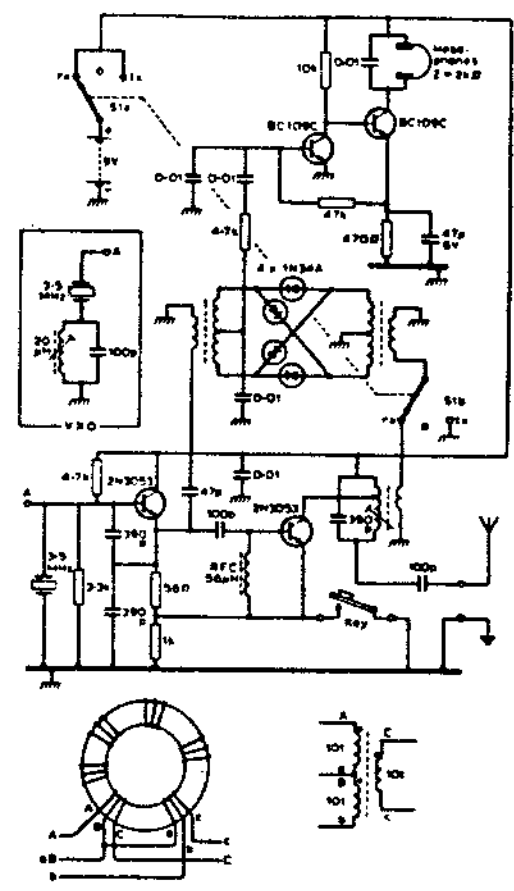 Rx
Tx
S1a
9V
10k
0·01
Head-
phones
Z = 2kΩ
BC109C
BC109C
0·01
0·01
4·7k
47k
470Ω
47µ
6v
4 x 1N34A
A
3·5
MHz
20
µH
100p
VXO
0·01
S1b
Rx
Tx
4·7k
2N3053
0·01
47p
100p
2N3053
390
p
100p
A
3·5
MHz
3·3k
390
p
390
p
56Ω
1k
RFC
56µH
Key
A
A
B
C
a
b
c
A
aB
b
c
C
A
10t
a
B
10t
b
C
10t
c